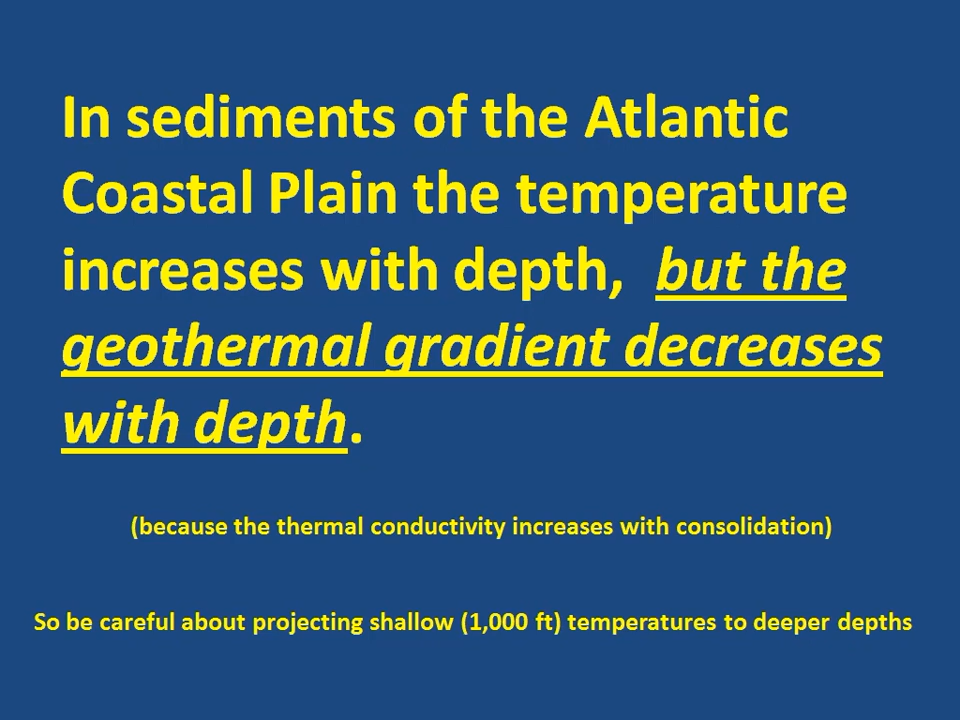 In sediments of the Atlantic
Coastal Plain the temperature
increases with depth,  but the
geothermal gradient decreases
with depth.
(because the thermal conductivity increases with consolidation)
So be careful about projecting shallow (1,000 ft) temperatures to deeper depths